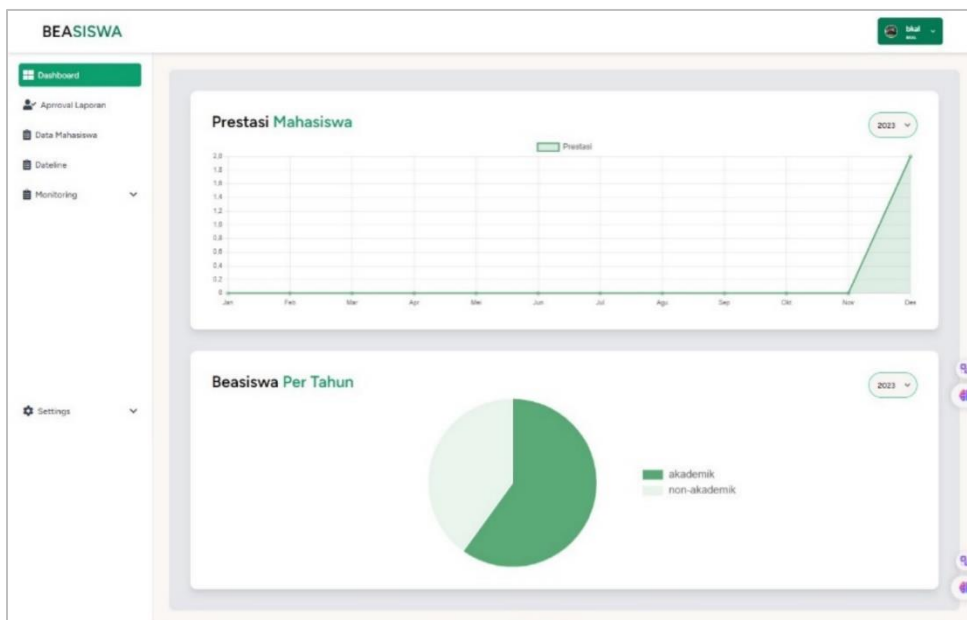 BEASISWA
bkal
Dashboard
Aprroval Laporan
Data Mahasiswa
Dateline
Monitoring
Settings
Prestasi Mahasiswa
2023
Prestasi
2,0
1,8
1,6
1,4
1,2
1,0
0,8
0,6
0,4
0,2
0
Jan Feb Mar Apr Mei Jun Jul Agu Sep Okt Nov Des
Beasiswa Per Tahun
2023
akademik
non-akademik